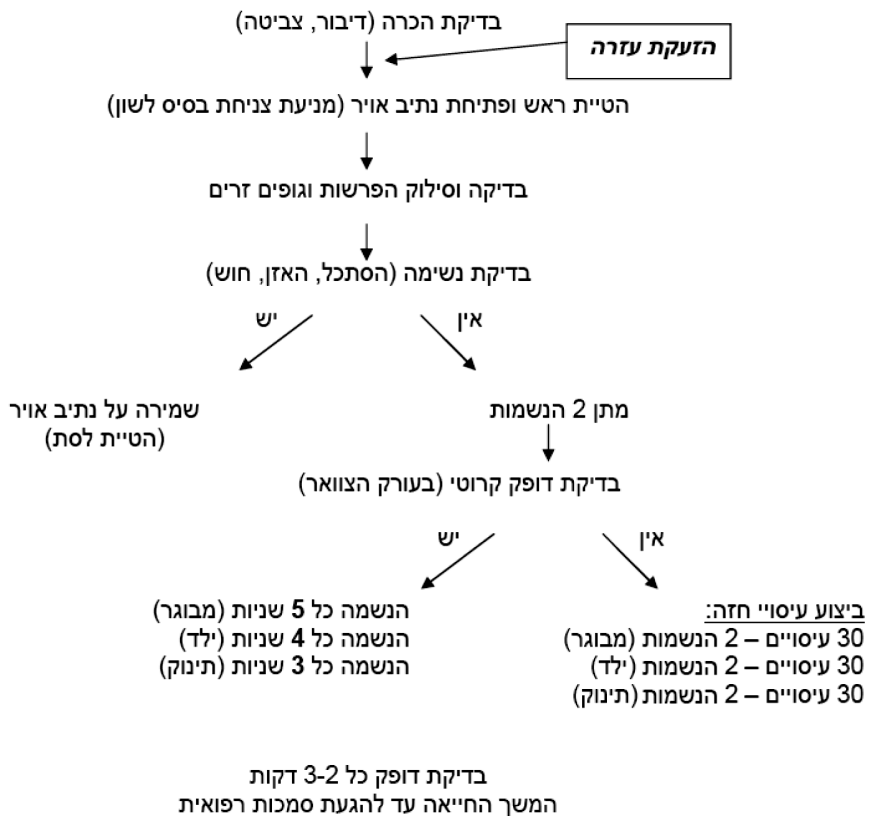 בדיקת הכרה (דיבור, צביטה)
הזעקת עזרה
הטיית ראש ופתיחת נתיב אויר (מניעת צניחת בסיס לשון)
בדיקה וסילוק הפרשות וגופים זרים
בדיקת נשימה (הסתכל, האזן, חוש)
אין
יש
מתן 2 הנשמות
שמירה על נתיב אויר
(הטיית לסת)
בדיקת דופק קרוטי (בעורק הצוואר)
אין
יש
ביצוע עיסויי חזה:
30 עיסויים – 2 הנשמות (מבוגר)
30 עיסויים – 2 הנשמות (ילד)
30 עיסויים – 2 הנשמות (תינוק)
הנשמה כל 5 שניות (מבוגר)
הנשמה כל 4 שניות (ילד)
הנשמה כל 3 שניות (תינוק)
בדיקת דופק כל 3-2 דקות
המשך החייאה עד להגעת סמכות רפואית